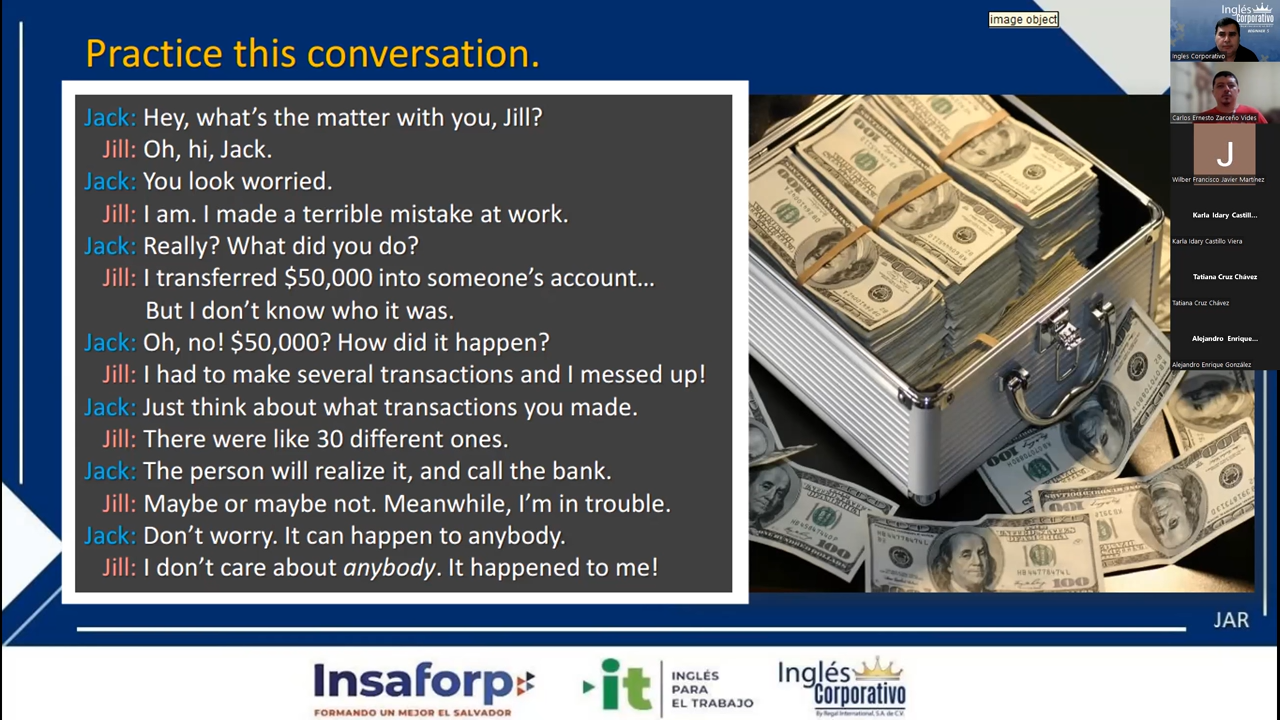 image object
Practice this conversation.
Jack: Hey, what's the matter with you, Jill?
Jill: Oh, hi, Jack.
Jack: You look worried.
Jill: I am. I made a terrible mistake at work.
Jack: Really? What did you do?
Jill: I transferred $50,000 into someone's account...
But I don't know who it was.
Jack: Oh, no! $50,000? How did it happen?
Jill: I had to make several transactions and I messed up!
Jack: Just think about what transactions you made.
Jill: There were like 30 different ones.
Jack: The person will realize it, and call the bank.
Jill: Maybe or maybe not. Meanwhile, I'm in trouble.
Jack: Don't worry. It can happen to anybody.
Jill: I don't care about anybody. It happened to me!
JAR
Insaforp
FORMANDO UN MEJOR EL SALVADOR
it
INGLÉS
PARA
EL TRABAJO
Inglés
Corporativo
By Regal International, S.A. de C.V.
Inglés
Corporativo
Ingles Corporativo
Carlos Ernesto Zarceño Vides
J
Wilber Francisco Javier Martínez
Karla Idary Castill...
Karla Idary Castillo Viera
Tatiana Cruz Chávez
Tatiana Cruz Chávez
Alejandro Enrique...
Alejandro Enrique González
100
100
100